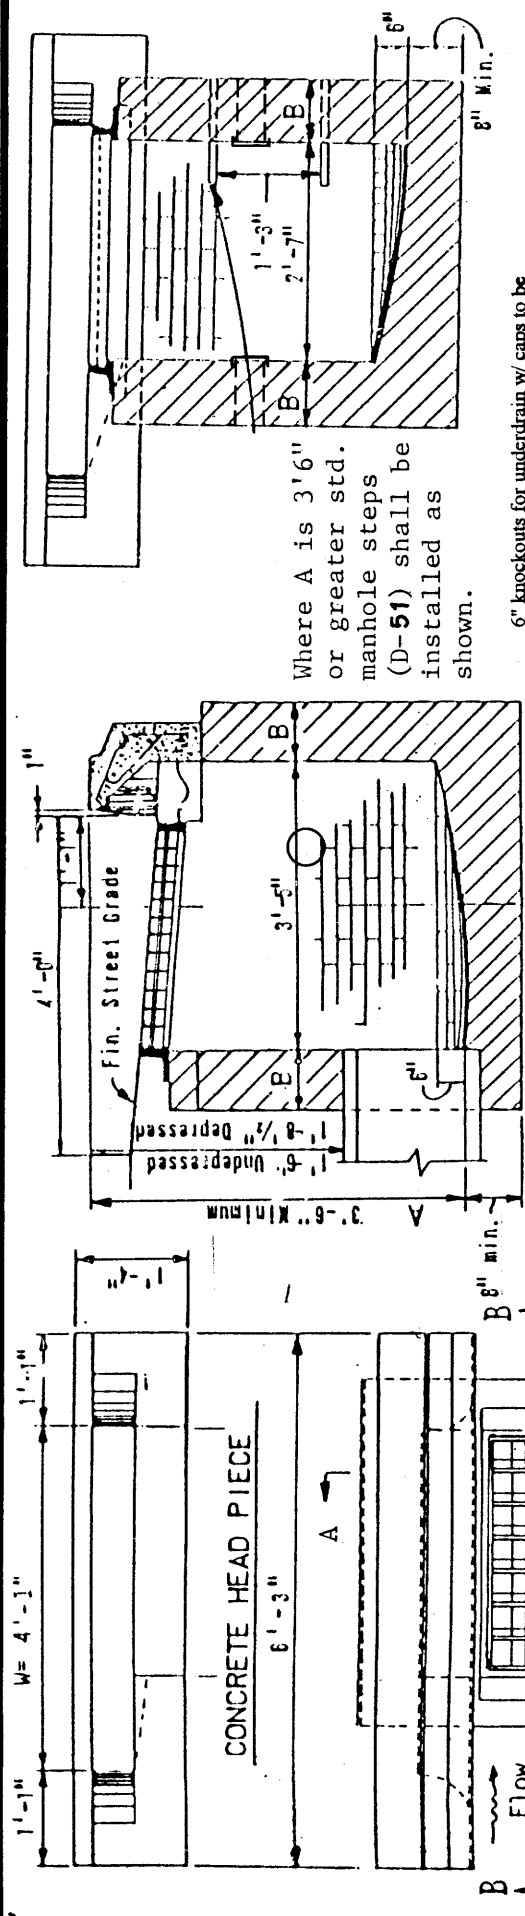 6"
8" Min.
B
1'-3"
2'-7"
B
Where A is 3'6"
or greater std.
manhole steps
(D-51) shall be
installed as
shown.
6" knockouts for underdrain w/ caps to be
1"
1'-1"
4'-0"
Fin. Street Grade
B
3'-5"
B
6"
1'-6" Undepressed
1'-8 1/2" Depressed
A
3'-6" Minimum
8" min.
B
1'-4"
1'-1"
W= 4'-1"
1'-1"
CONCRETE HEAD PIECE
6'-3"
A
B
Flow